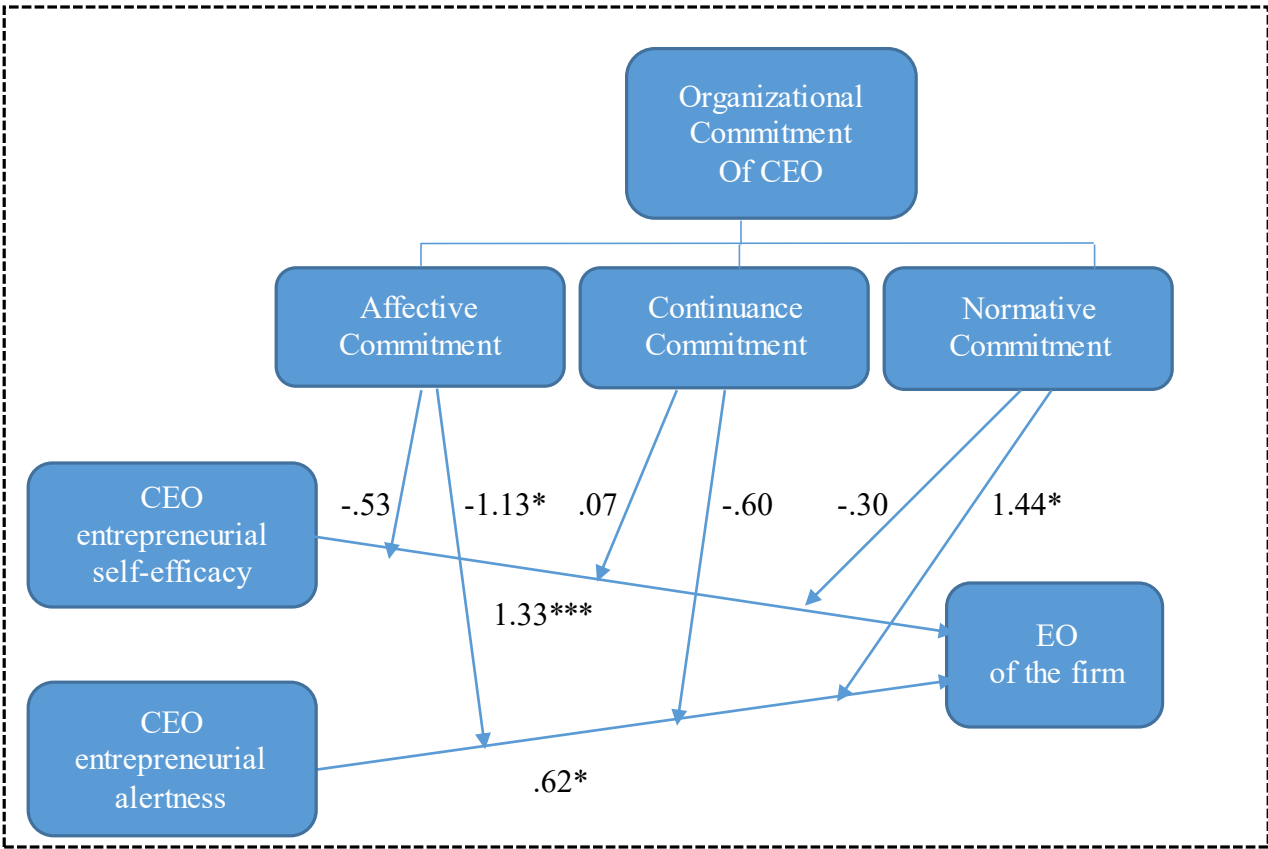 Organizational
Commitment
Of CEO
Affective
Commitment
Continuance
Commitment
Normative
Commitment
CEO
entrepreneurial
self-efficacy
-.53
-1.13*
.07
-.60
-.30
1.44*
1.33***
EO
of the firm
CEO
entrepreneurial
alertness
.62*